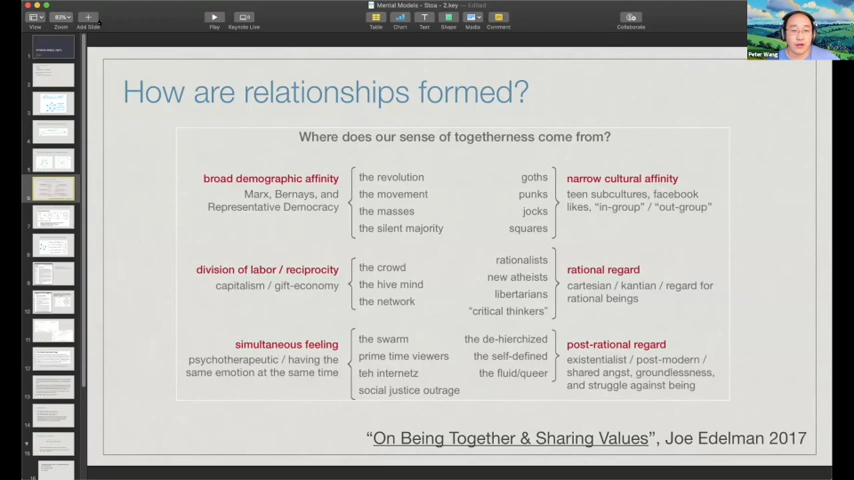 Mental Models - Stoa - 2.key — Edited
83%
View
Zoom
Add Slide
Play
Keynote Live
Table
Chart
Text
Shape
Media
Comment
Collaborate
Peter Wang
How are relationships formed?
Where does our sense of togetherness come from?
broad demographic affinity
Marx, Bernays, and
Representative Democracy
the revolution
the movement
the masses
the silent majority
goths
punks
jocks
squares
narrow cultural affinity
teen subcultures, facebook
likes, "in-group" / "out-group"
division of labor / reciprocity
capitalism / gift-economy
the crowd
the hive mind
the network
rationalists
new atheists
libertarians
"critical thinkers"
rational regard
cartesian / kantian / regard for
rational beings
simultaneous feeling
psychotherapeutic / having the
same emotion at the same time
the swarm
prime time viewers
teh internetz
social justice outrage
the de-hierchized
the self-defined
the fluid/queer
post-rational regard
existentialist / post-modern /
shared angst, groundlessness,
and struggle against being
"On Being Together & Sharing Values", Joe Edelman 2017